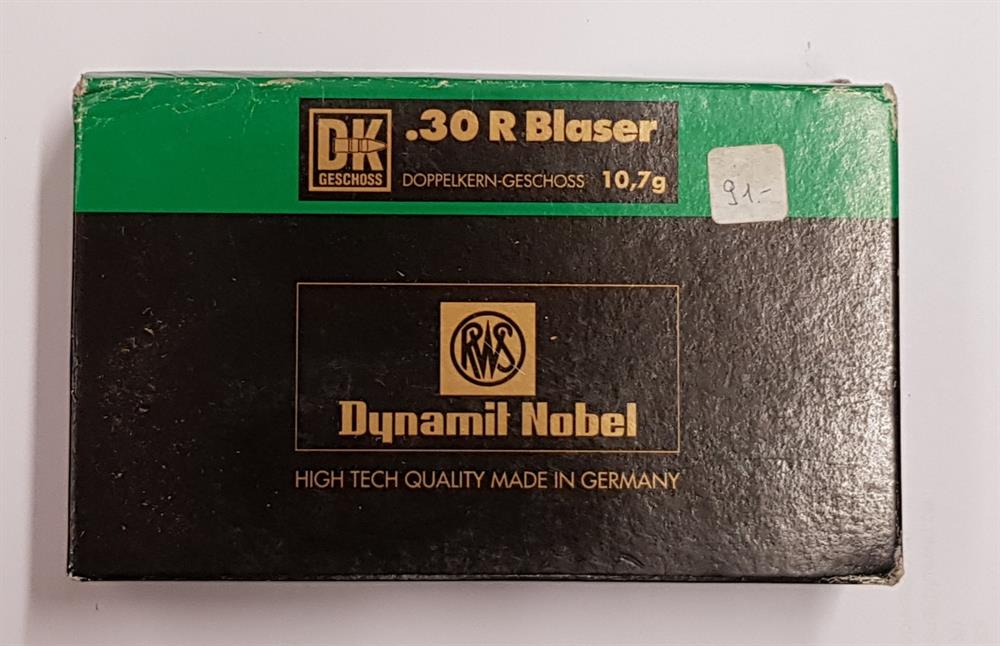 DK
GESCHOSS
.30 R Blaser
DOPPELKERN-GESCHOSS 10,7g
91.-
RWS
Dynamit Nobel
HIGH TECH QUALITY MADE IN GERMANY